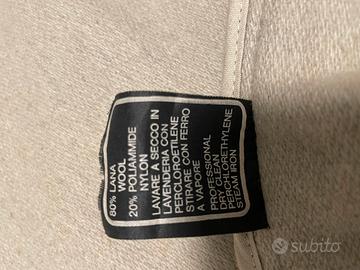 80% LANA
WOOL
20% POLIAMMIDE
NYLON
LAVARE A SECCO IN
LAVENDERIA CON
PERCLOROETILENE
STIRARE CON FERRO
A VAPORE
PROFESSIONAL
DRY CLEAN
PERCHLORETHYLENE
STEAM IRON
subito